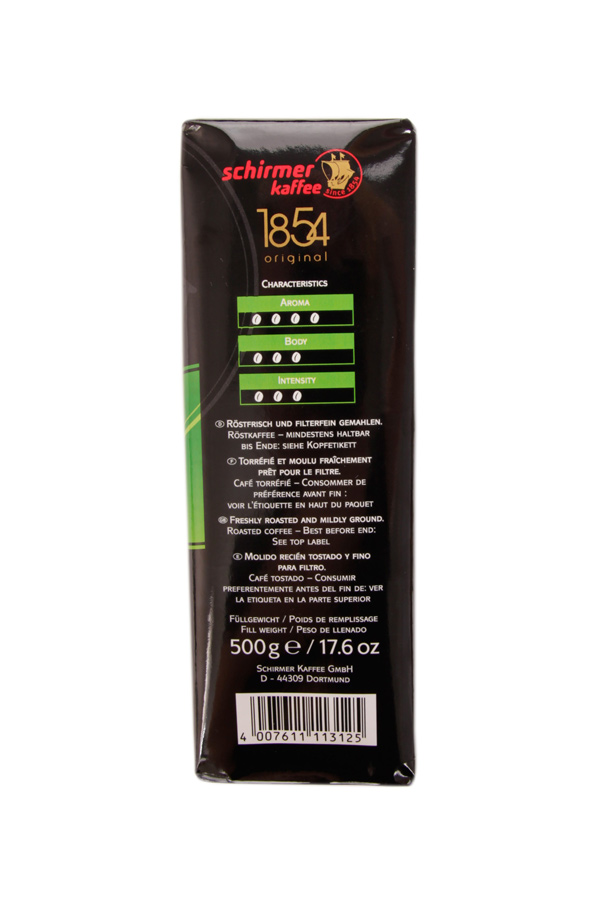 schirmer
kaffee
since 1854
1854
original
CHARACTERISTICS
AROMA
BODY
INTENSITY
D RÖSTFRISCH UND FILTERFEIN GEMAHLEN.
RÖSTKAFFEE – MINDESTENS HALTBAR
BIS ENDE: SIEHE KOPFETIKETT
F TORRÉFIÉ ET MOULU FRAÎCHEMENT
PRÊT POUR LE FILTRE.
CAFÉ TORRÉFIÉ – CONSOMMER DE
PRÉFÉRENCE AVANT FIN :
VOIR L'ÉTIQUETTE EN HAUT DU PAQUET
GB FRESHLY ROASTED AND MILDLY GROUND.
ROASTED COFFEE – BEST BEFORE END:
SEE TOP LABEL
E MOLIDO RECIÉN TOSTADO Y FINO
PARA FILTRO.
CAFÉ TOSTADO – CONSUMIR
PREFERENTEMENTE ANTES DEL FIN DE: VER
LA ETIQUETA EN LA PARTE SUPERIOR
FÜLLGEWICHT / POIDS DE REMPLISSAGE
FILL WEIGHT / PESO DE LLENADO
500g ℮ / 17.6 oz
SCHIRMER KAFFEE GMBH
D - 44309 DORTMUND
4 007611 113125